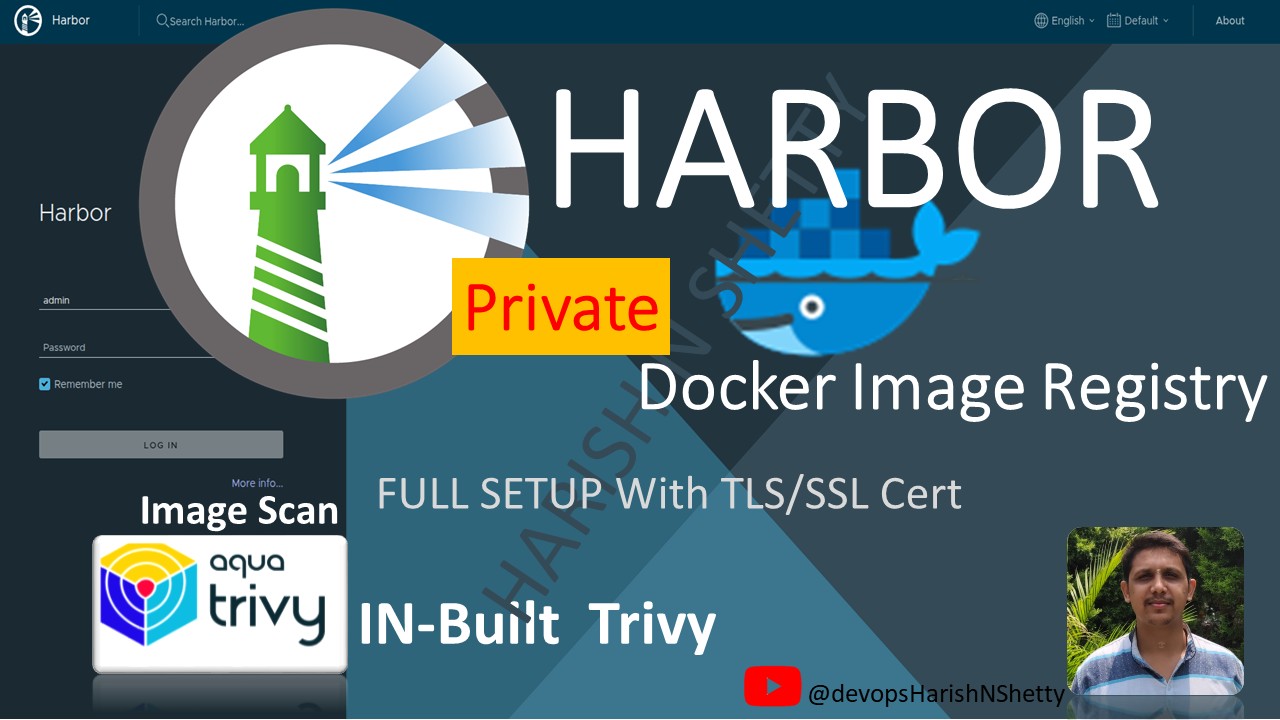 Harbor
Search Harbor...
English
Default
About
HARBOR
Harbor
Private
Docker Image Registry
admin
Password
Remember me
LOG IN
More info...
Image Scan
FULL SETUP With TLS/SSL Cert
aqua
trivy
IN-Built Trivy
@devopsHarishNShetty
HARISH N SHETTY